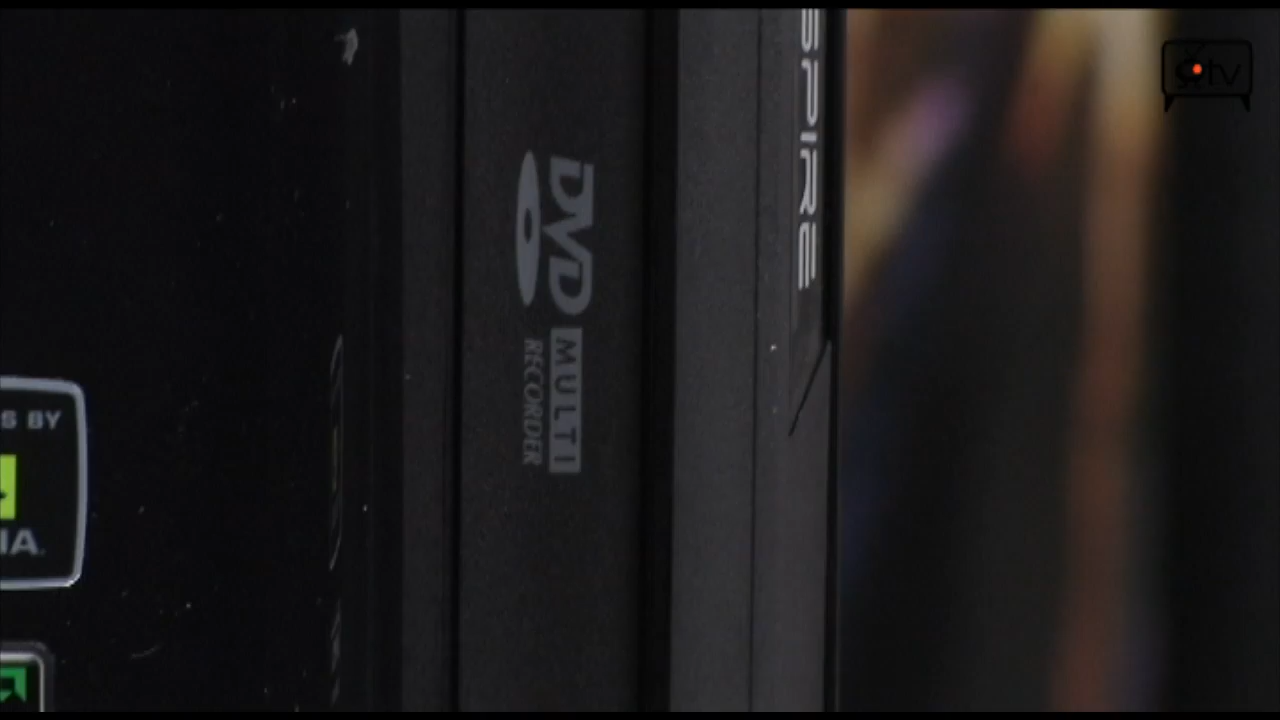 S BY
IA
DVD
MULTI
RECORDER
SPIRE
tv